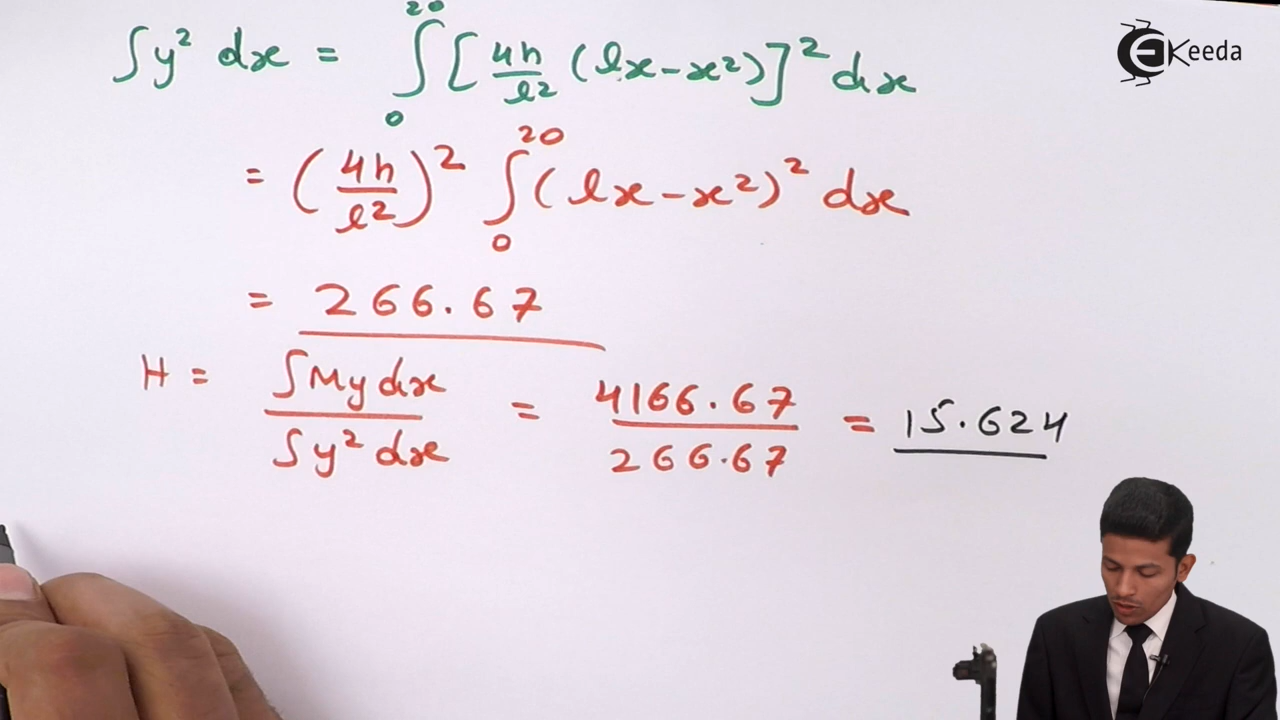 ∫y² dx = ∫₀²⁰ [4h/l² (lx-x²)]² dx
= (4h/l²)² ∫₀²⁰ (lx-x²)² dx
= 266.67
H = ∫My dx / ∫y² dx = 4166.67 / 266.67 = 15.624
EKeeda